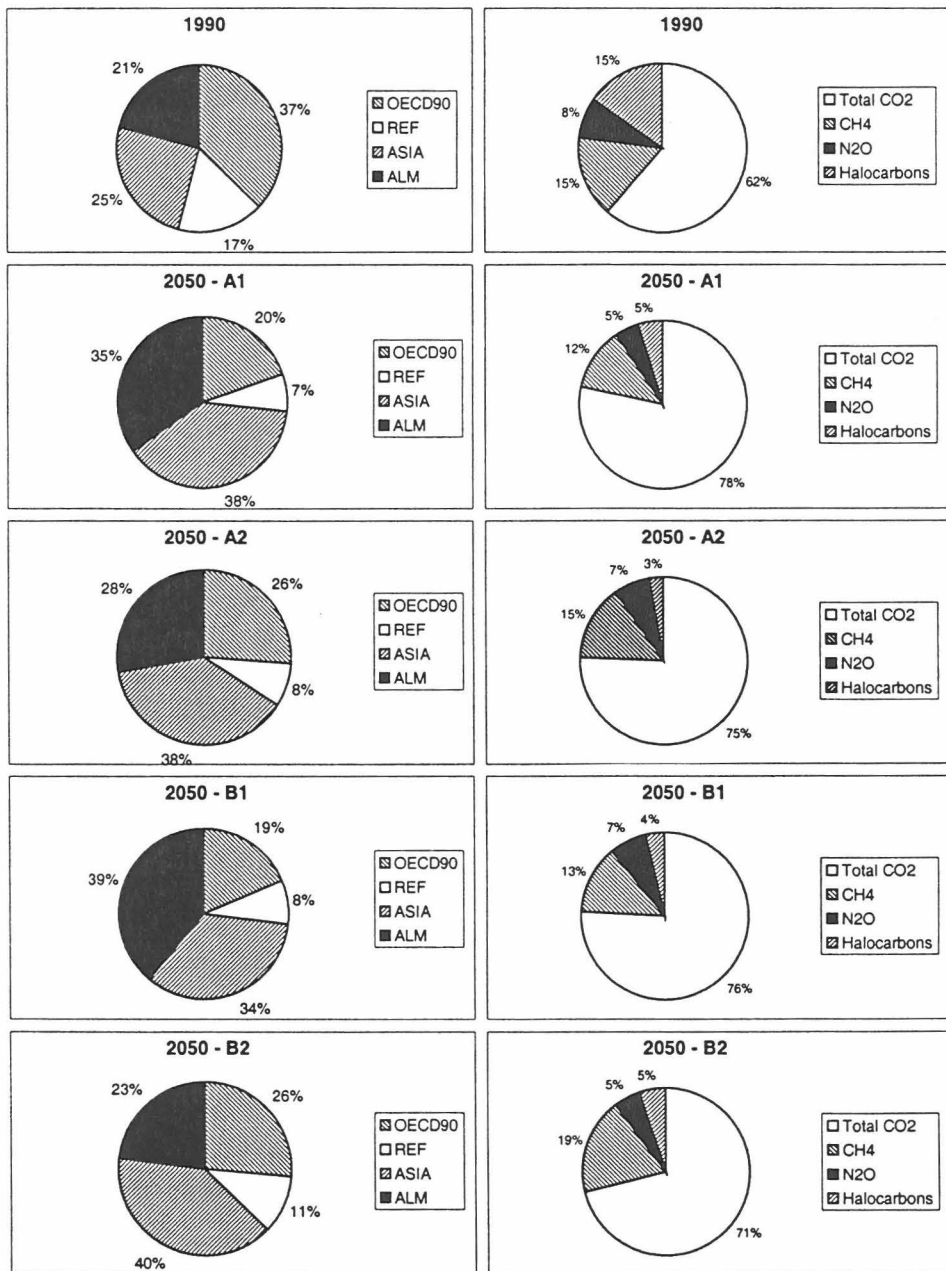 1990
21%
37%
25%
17%
OECD90
REF
ASIA
ALM
1990
15%
8%
15%
62%
Total CO2
CH4
N2O
Halocarbons
2050 - A1
20%
35%
7%
38%
OECD90
REF
ASIA
ALM
2050 - A1
5%
5%
12%
78%
Total CO2
CH4
N2O
Halocarbons
2050 - A2
28%
26%
8%
38%
OECD90
REF
ASIA
ALM
2050 - A2
7%
3%
15%
75%
Total CO2
CH4
N2O
Halocarbons
2050 - B1
19%
39%
8%
34%
OECD90
REF
ASIA
ALM
2050 - B1
7%
4%
13%
76%
Total CO2
CH4
N2O
Halocarbons
2050 - B2
23%
26%
11%
40%
OECD90
REF
ASIA
ALM
2050 - B2
5%
5%
19%
71%
Total CO2
CH4
N2O
Halocarbons